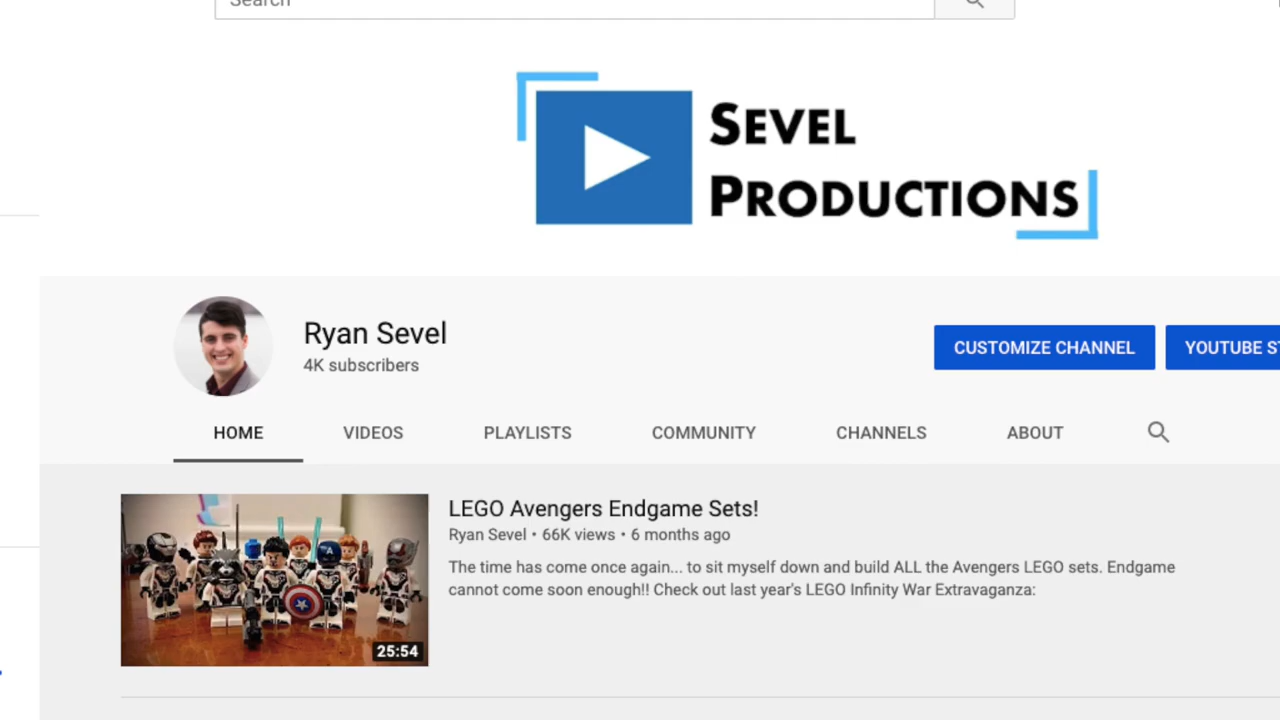 Search
SEVEL
PRODUCTIONS
Ryan Sevel
4K subscribers
CUSTOMIZE CHANNEL
YOUTUBE ST
HOME
VIDEOS
PLAYLISTS
COMMUNITY
CHANNELS
ABOUT
LEGO Avengers Endgame Sets!
Ryan Sevel • 66K views • 6 months ago
The time has come once again... to sit myself down and build ALL the Avengers LEGO sets. Endgame
cannot come soon enough!! Check out last year's LEGO Infinity War Extravaganza:
25:54